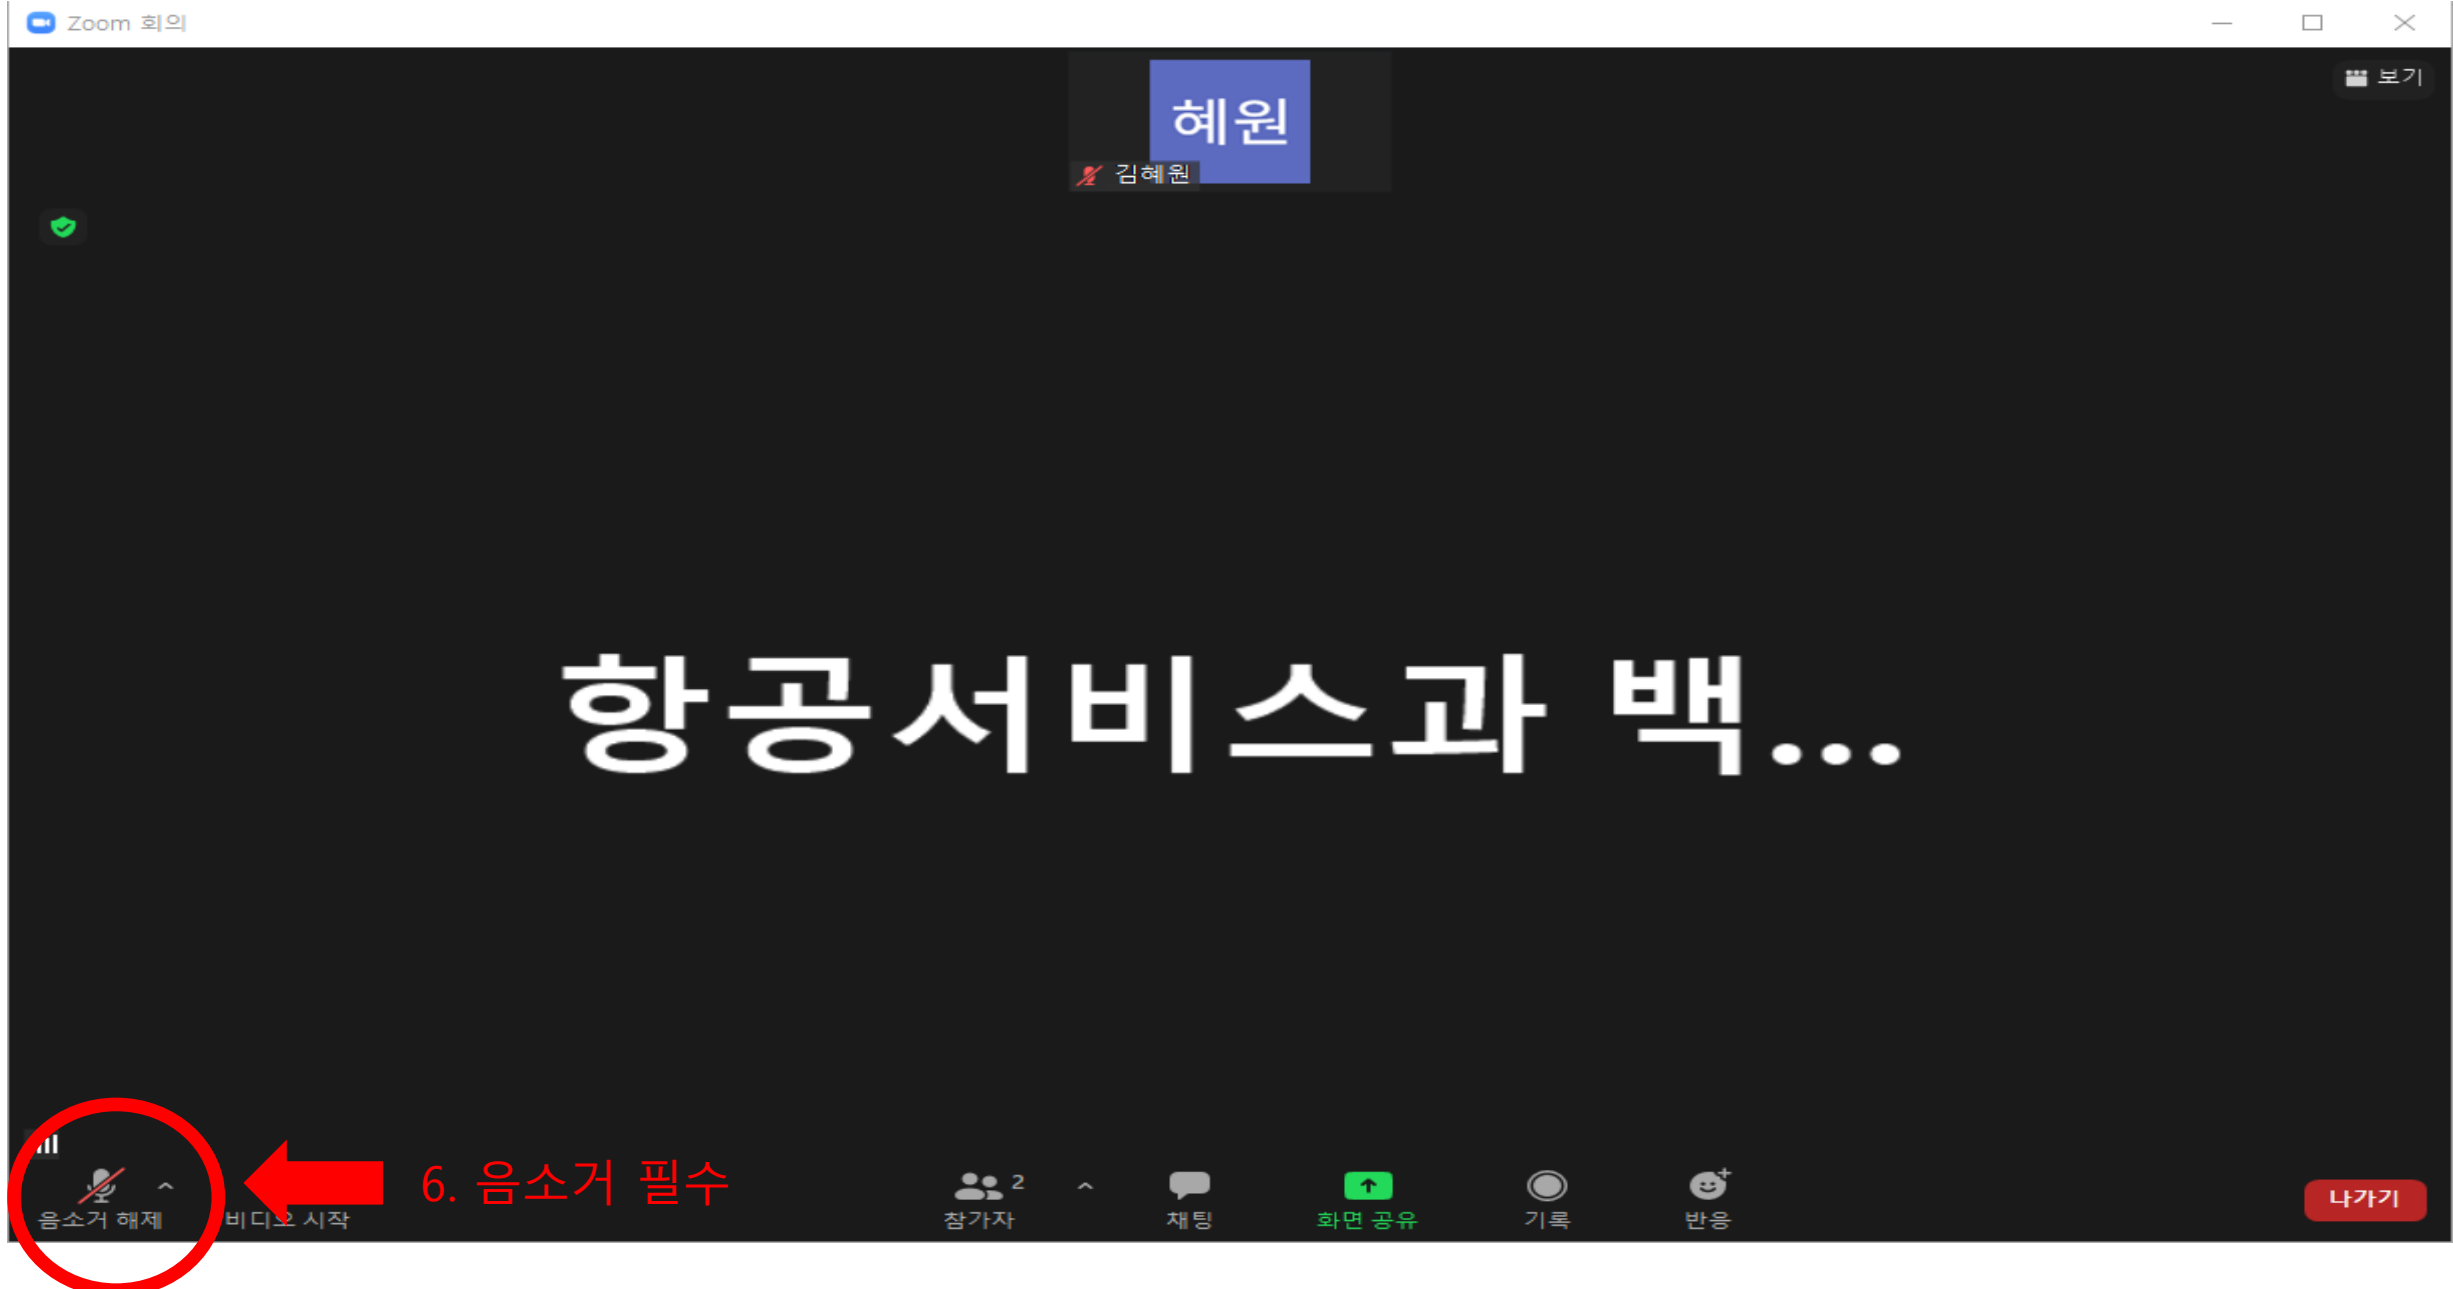 Zoom 회의
보기
혜원
김혜원
항공서비스과 백...
6. 음소거 필수
음소거 해제
비디오 시작
2
참가자
채팅
화면 공유
기록
반응
나가기